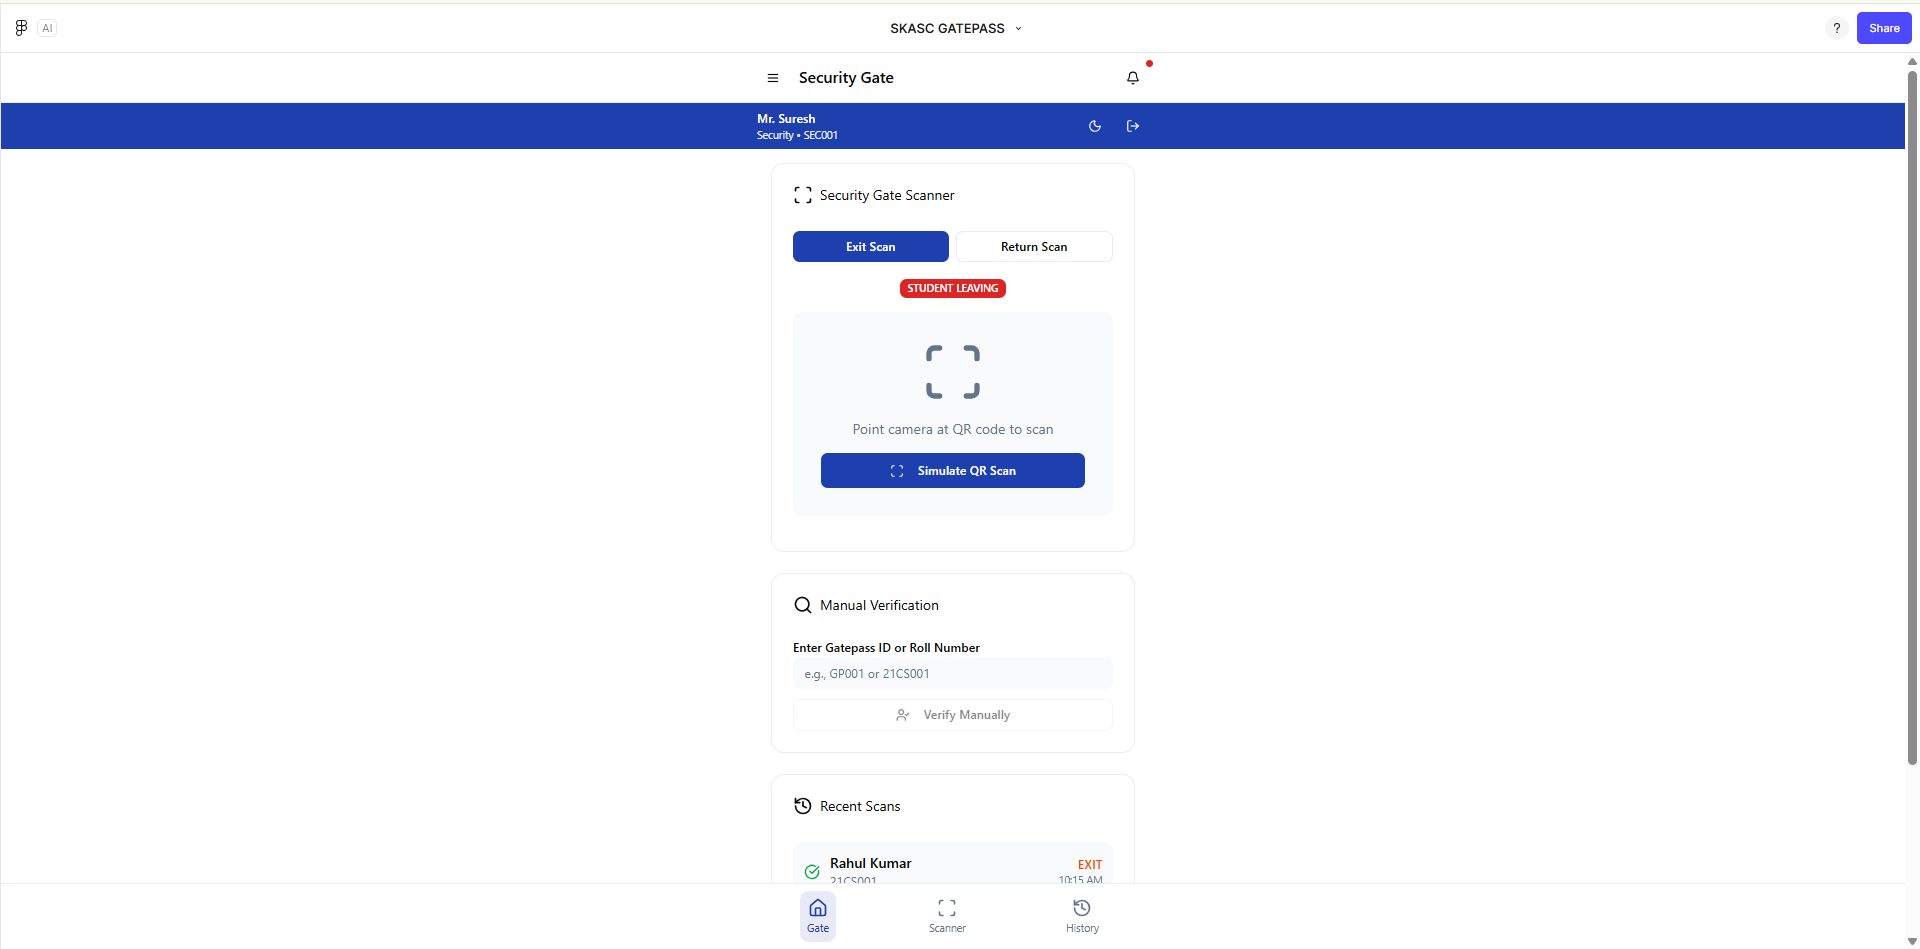 AI
SKASC GATEPASS
?
Share
Security Gate
Mr. Suresh
Security • SEC001
Security Gate Scanner
Exit Scan
Return Scan
STUDENT LEAVING
Point camera at QR code to scan
Simulate QR Scan
Manual Verification
Enter Gatepass ID or Roll Number
e.g., GP001 or 21CS001
Verify Manually
Recent Scans
Rahul Kumar
EXIT
21CS001
10:15 AM
Gate
Scanner
History